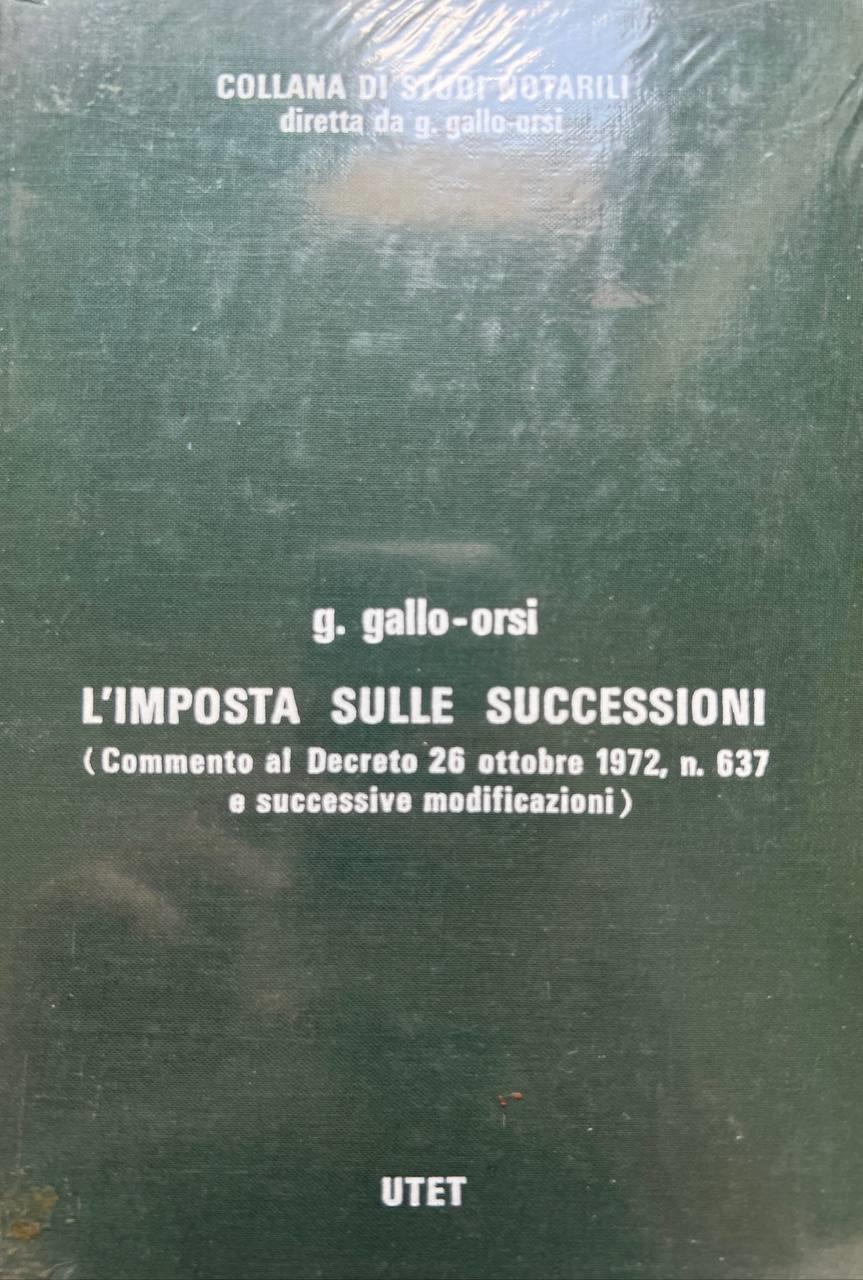 COLLANA DI STUDI NOTARILI
diretta da g. gallo-orsi
g. gallo-orsi
L'IMPOSTA SULLE SUCCESSIONI
(Commento al Decreto 26 ottobre 1972, n. 637
e successive modificazioni)
UTET